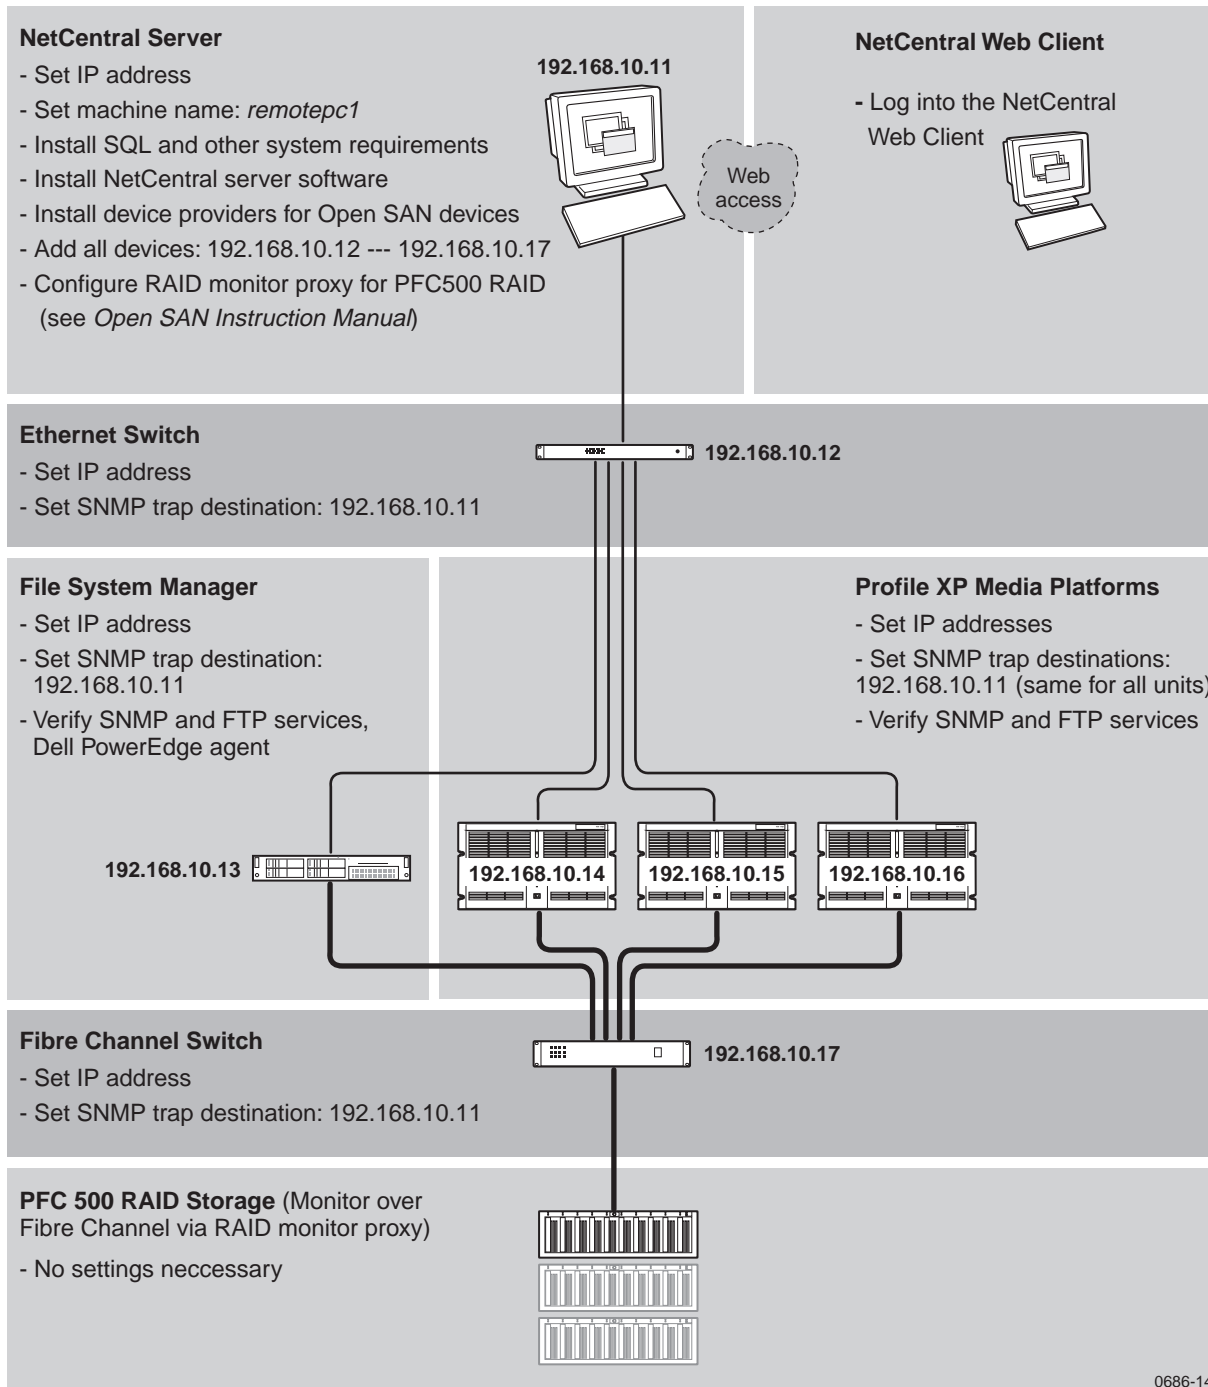 NetCentral Server
- Set IP address
- Set machine name: remotepc1
- Install SQL and other system requirements
- Install NetCentral server software
- Install device providers for Open SAN devices
- Add all devices: 192.168.10.12 --- 192.168.10.17
- Configure RAID monitor proxy for PFC500 RAID
(see Open SAN Instruction Manual)
192.168.10.11
Web
access
NetCentral Web Client
- Log into the NetCentral
Web Client
Ethernet Switch
- Set IP address
- Set SNMP trap destination: 192.168.10.11
192.168.10.12
File System Manager
- Set IP address
- Set SNMP trap destination:
192.168.10.11
- Verify SNMP and FTP services,
Dell PowerEdge agent
Profile XP Media Platforms
- Set IP addresses
- Set SNMP trap destinations:
192.168.10.11 (same for all units)
- Verify SNMP and FTP services
192.168.10.13
192.168.10.14
192.168.10.15
192.168.10.16
Fibre Channel Switch
- Set IP address
- Set SNMP trap destination: 192.168.10.11
192.168.10.17
PFC 500 RAID Storage (Monitor over
Fibre Channel via RAID monitor proxy)
- No settings neccessary
0686-14